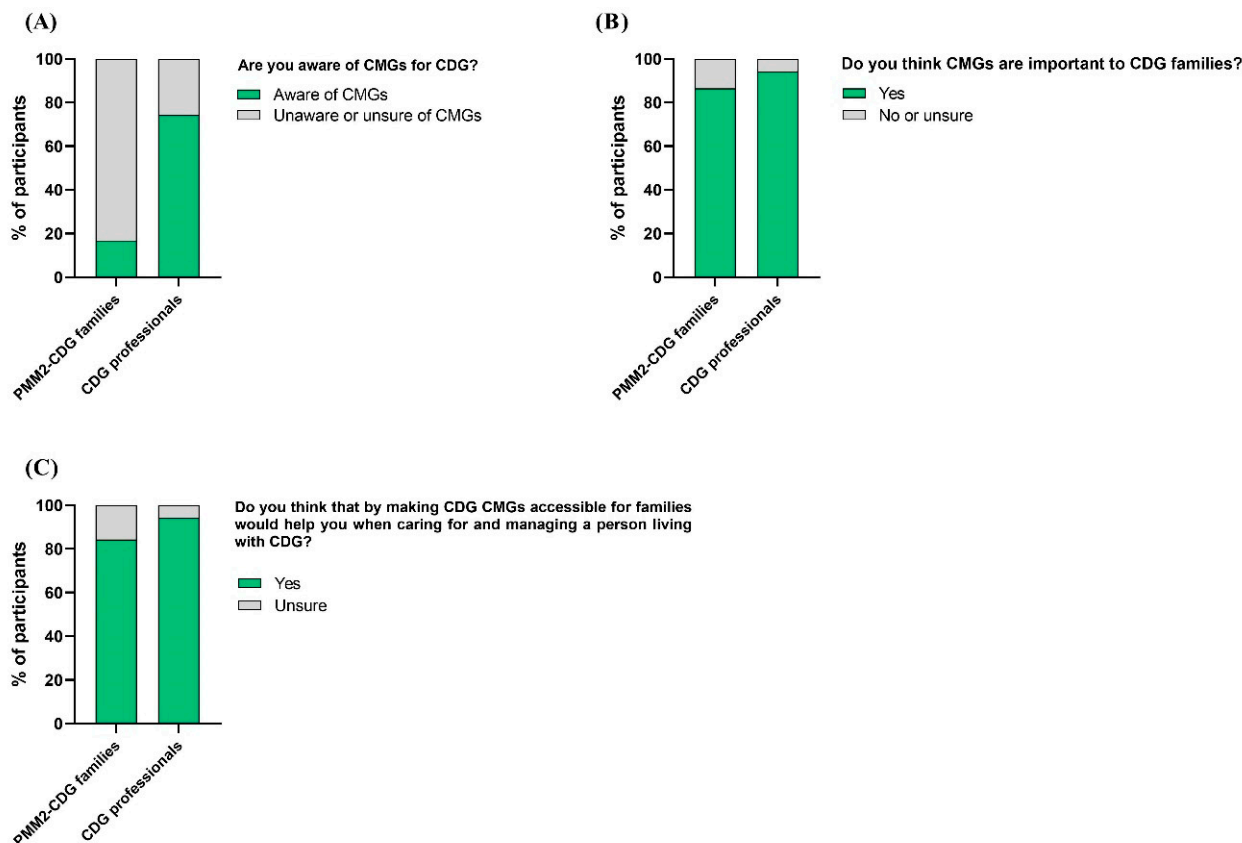 (A)
100
80
60
40
20
0
% of participants
PMM2-CDG families
CDG professionals
Are you aware of CMGs for CDG?
Aware of CMGs
Unaware or unsure of CMGs
(B)
100
80
60
40
20
0
% of participants
PMM2-CDG families
CDG professionals
Do you think CMGs are important to CDG families?
Yes
No or unsure
(C)
100
80
60
40
20
0
% of participants
PMM2-CDG families
CDG professionals
Do you think that by making CDG CMGs accessible for families
would help you when caring for and managing a person living
with CDG?
Yes
Unsure